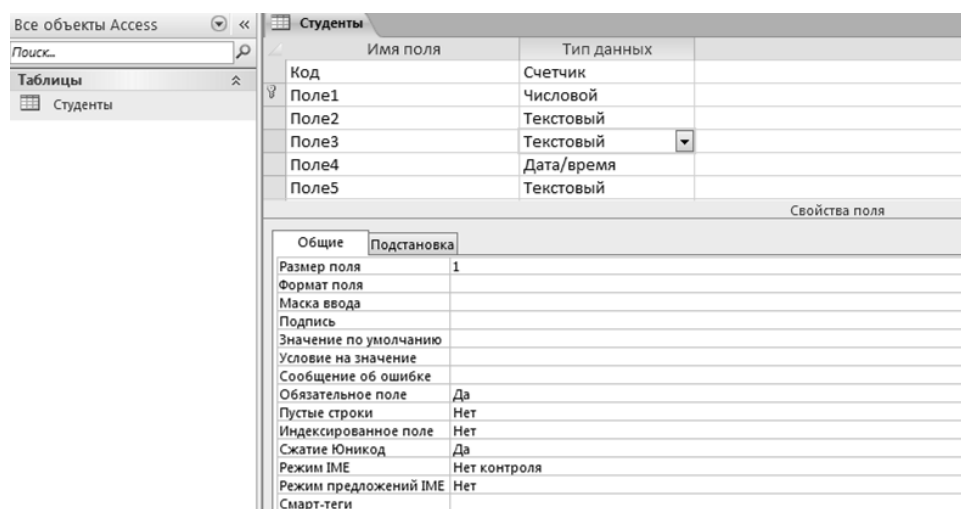 Все объекты Access
Поиск...
Таблицы
Студенты
Студенты
Имя поля Тип данных
Код Счетчик
Поле1 Числовой
Поле2 Текстовый
Поле3 Текстовый
Поле4 Дата/время
Поле5 Текстовый
Свойства поля
Общие Подстановка
Размер поля 1
Формат поля
Маска ввода
Подпись
Значение по умолчанию
Условие на значение
Сообщение об ошибке
Обязательное поле Да
Пустые строки Нет
Индексированное поле Нет
Сжатие Юникод Да
Режим IME Нет контроля
Режим предложений IME Нет
Смарт-теги